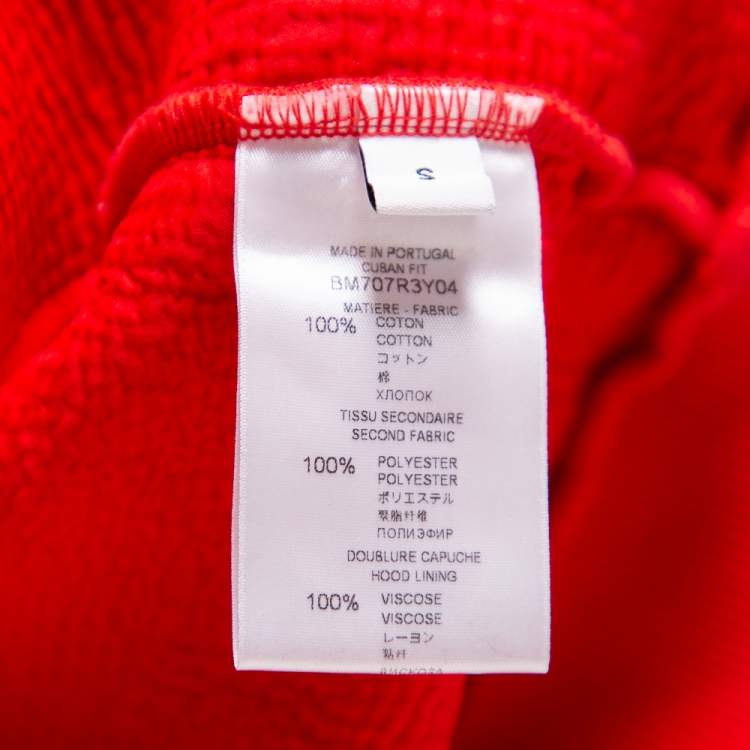 S
MADE IN PORTUGAL
CUBAN FIT
BM707R3Y04
MATIERE - FABRIC
100% COTON
COTTON
コットン
棉
ХЛОПОК
TISSU SECONDAIRE
SECOND FABRIC
100% POLYESTER
POLYESTER
ポリエステル
聚脂纤维
ПОЛИЭФИР
DOUBLURE CAPUCHE
HOOD LINING
100% VISCOSE
VISCOSE
レーヨン
粘纤
ВИСКОЗА